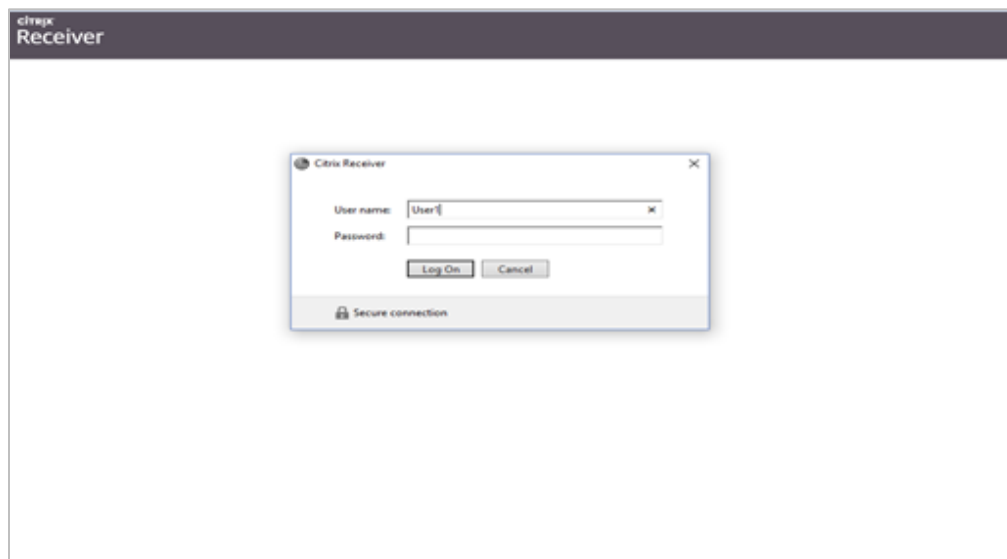 CITRIX
Receiver
Citrix Receiver
User name: User1
Password:
Log On Cancel
Secure connection